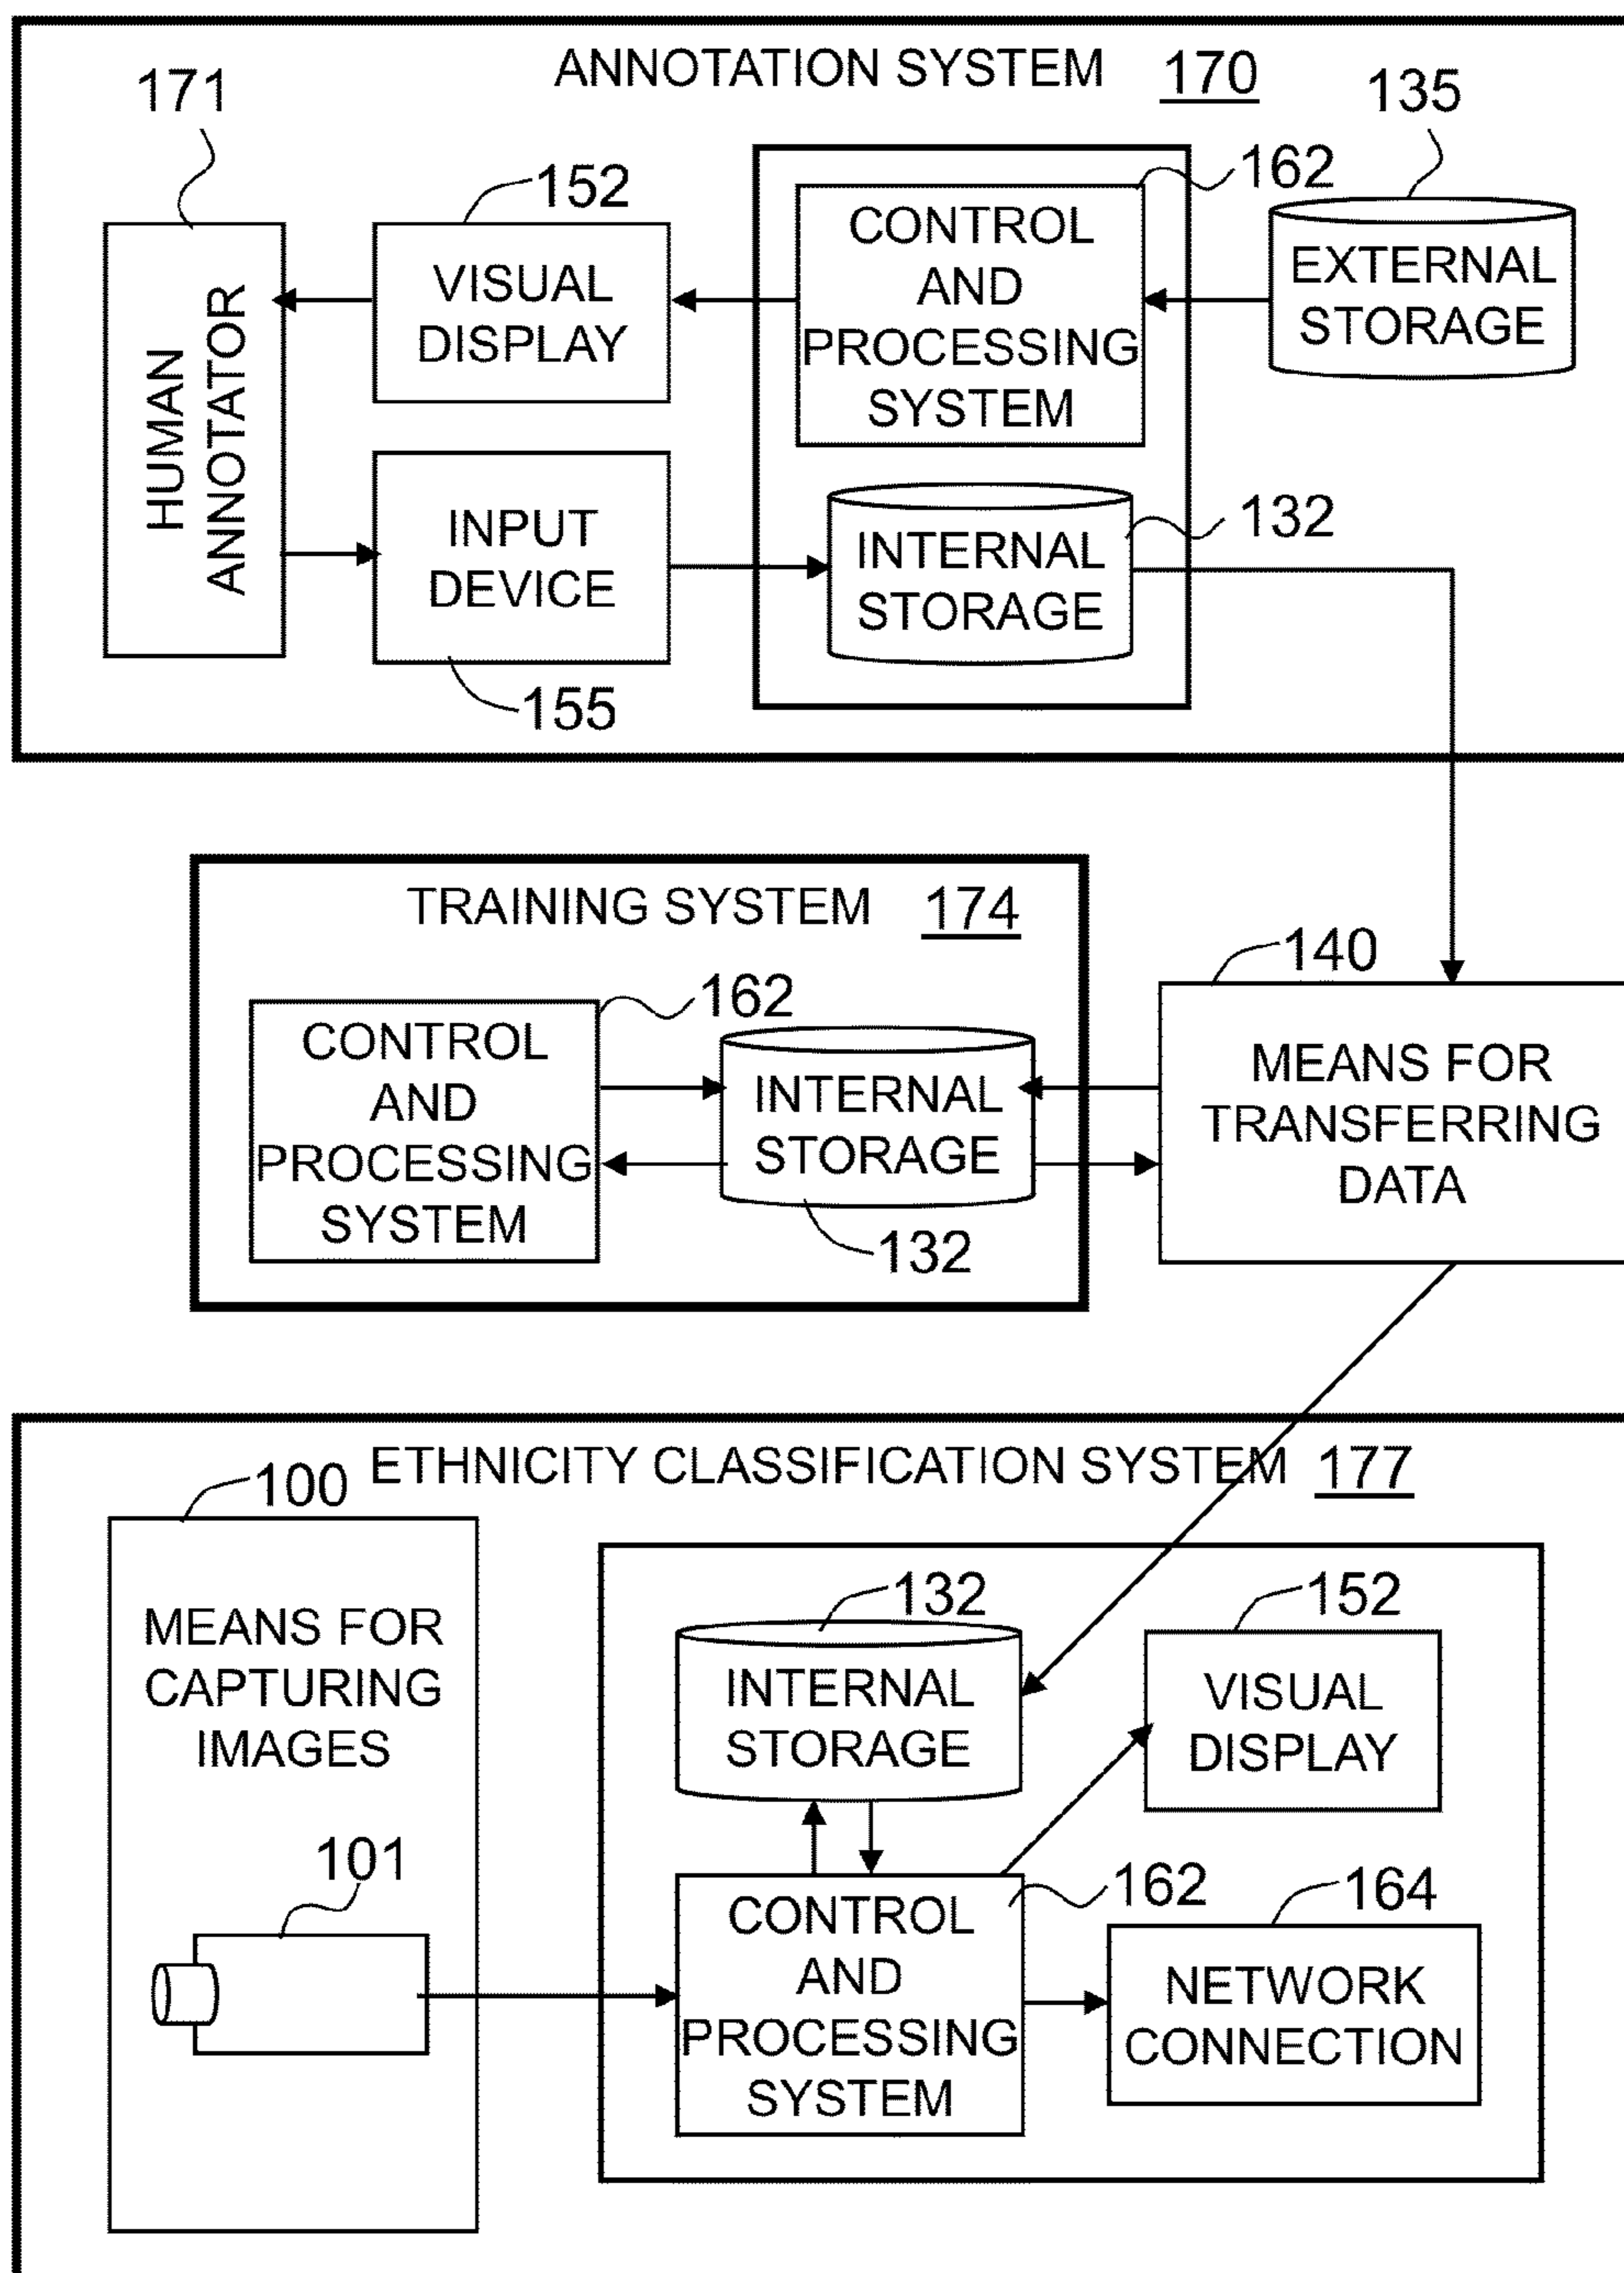 ANNOTATION SYSTEM 170
171
135
152
162
HUMAN
ANNOTATOR
VISUAL
DISPLAY
CONTROL
AND
PROCESSING
SYSTEM
EXTERNAL
STORAGE
INPUT
DEVICE
155
INTERNAL
STORAGE
132
TRAINING SYSTEM 174
162
CONTROL
AND
PROCESSING
SYSTEM
INTERNAL
STORAGE
132
140
MEANS FOR
TRANSFERRING
DATA
ETHNICITY CLASSIFICATION SYSTEM 177
100
MEANS FOR
CAPTURING
IMAGES
101
132
INTERNAL
STORAGE
152
VISUAL
DISPLAY
162
CONTROL
AND
PROCESSING
SYSTEM
164
NETWORK
CONNECTION